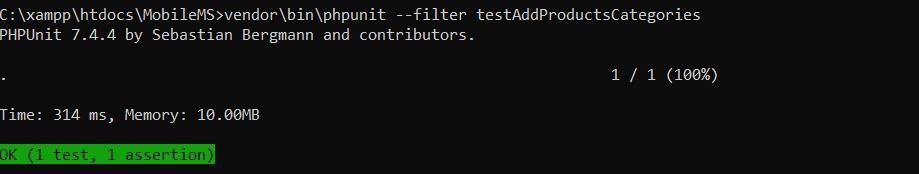 C:\xampp\htdocs\MobileMS>vendor\bin\phpunit --filter testAddProductsCategories
PHPUnit 7.4.4 by Sebastian Bergmann and contributors.
. 1 / 1 (100%)
Time: 314 ms, Memory: 10.00MB
OK (1 test, 1 assertion)